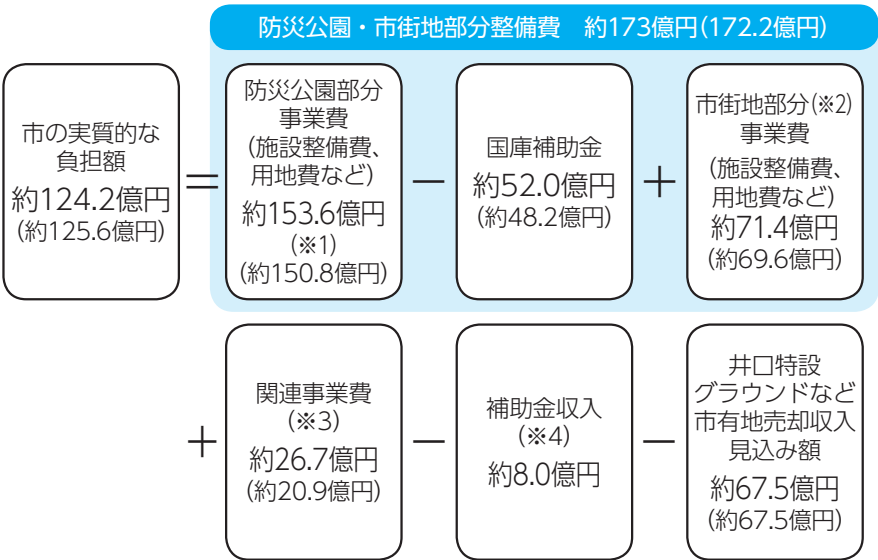 防災公園・市街地部分整備費　約173億円(172.2億円)
市の実質的な
負担額
約124.2億円
(約125.6億円)
＝
防災公園部分
事業費
(施設整備費、
用地費など)
約153.6億円
(※1)
(約150.8億円)
－
国庫補助金
約52.0億円
(約48.2億円)
＋
市街地部分(※2)
事業費
(施設整備費、
用地費など)
約71.4億円
(約69.6億円)
＋
関連事業費
(※3)
約26.7億円
(約20.9億円)
－
補助金収入
(※4)
約8.0億円
－
井口特設
グラウンドなど
市有地売却収入
見込み額
約67.5億円
(約67.5億円)